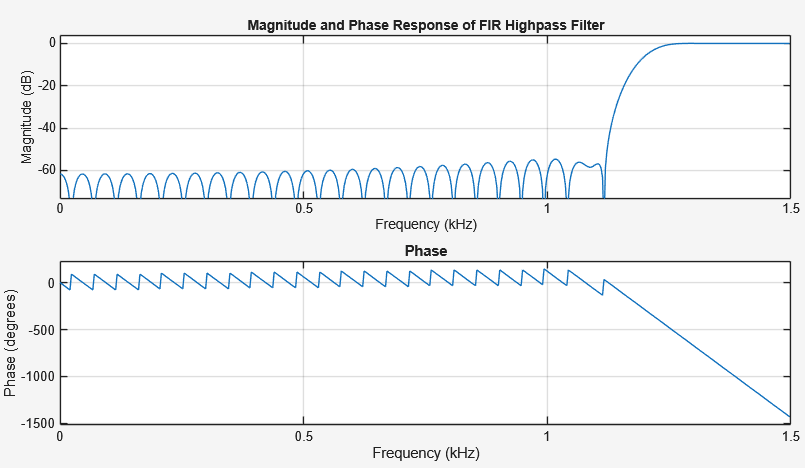 Magnitude and Phase Response of FIR Highpass Filter
Magnitude (dB)
0
-20
-40
-60
0
0.5
1
1.5
Frequency (kHz)
Phase
Phase (degrees)
0
-500
-1000
-1500
0
0.5
1
1.5
Frequency (kHz)